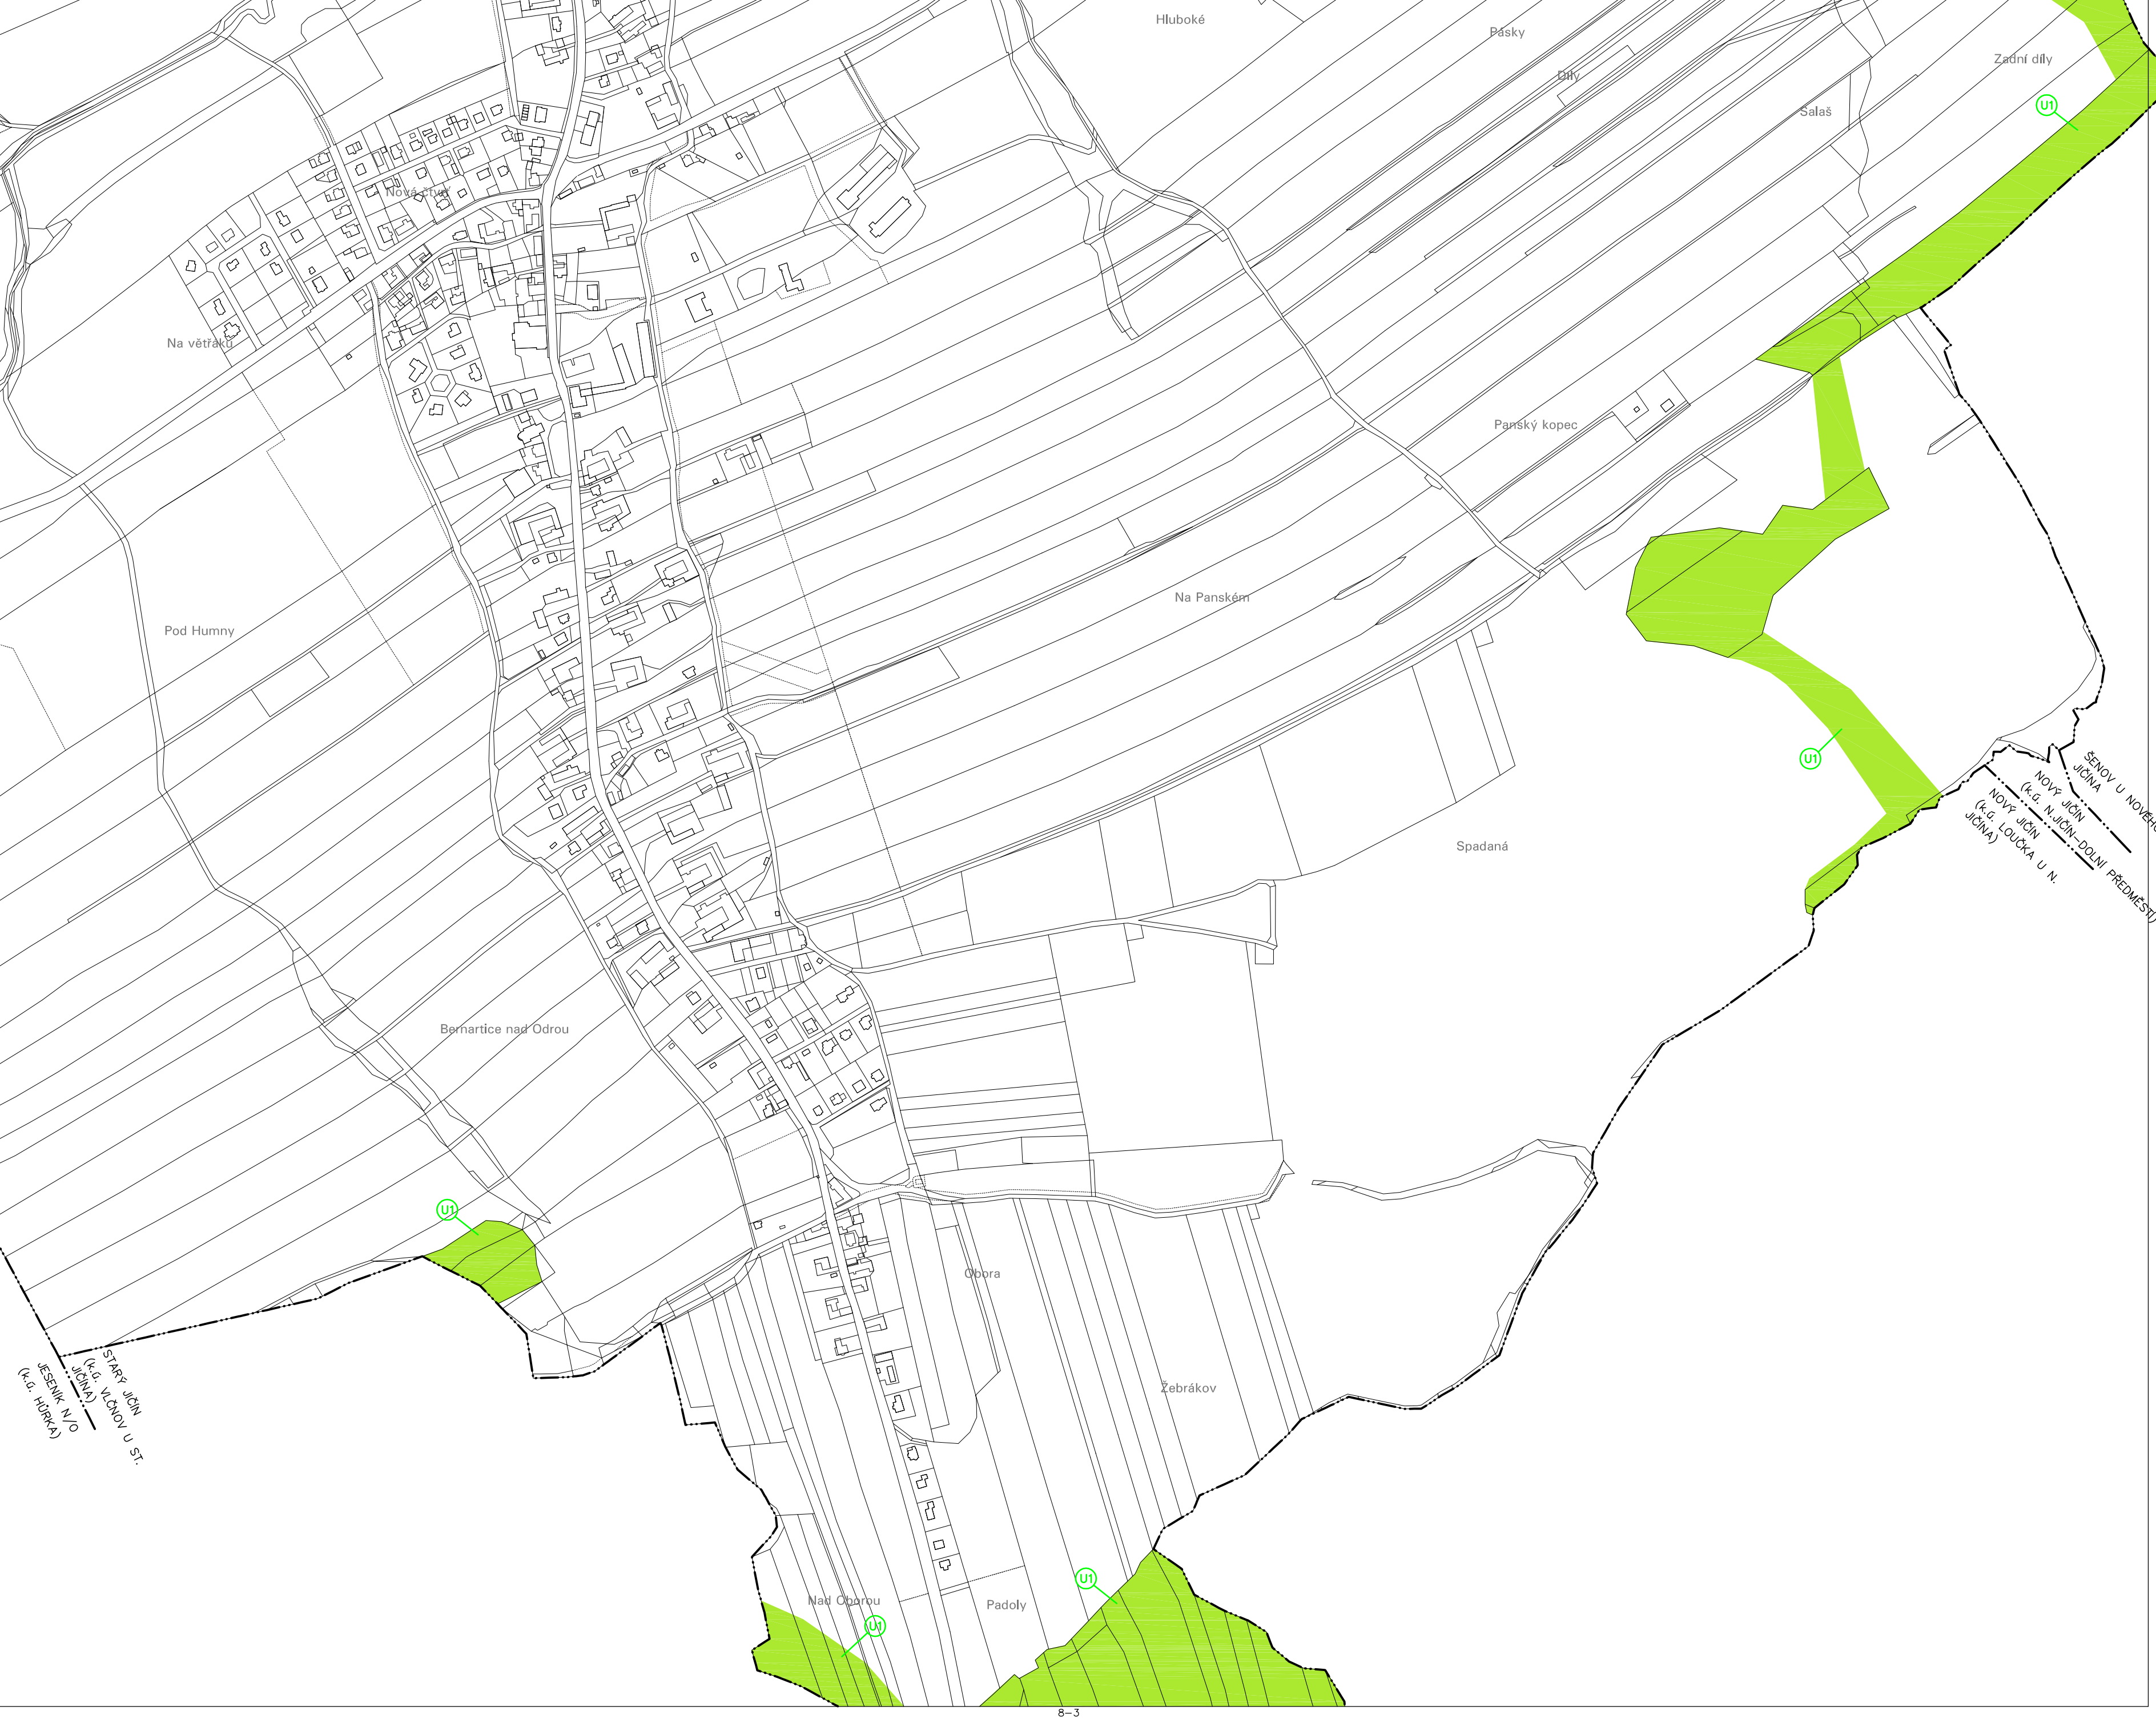 Hluboké
Pásky
Díly
Zadní díly
Salaš
U1
Nová čtvrť
Na větřáku
Panský kopec
Na Panském
Pod Humny
U1
ŠENOV U NOVÉHO
JIČÍNA
NOVÝ JIČÍN
(k.ú. N.JIČÍN–DOLNÍ PŘEDMĚSTÍ)
NOVÝ JIČÍN
(k.ú. LOUČKA U N.
JIČÍNA)
Spadaná
Bernartice nad Odrou
U1
Obora
STARÝ JIČÍN
(k.ú. VLČNOV U ST.
JIČÍNA)
JESENÍK N/O
(k.ú. HŮRKA)
Žebrákov
U1
Nad Oborou
Padoly
U1
8–3